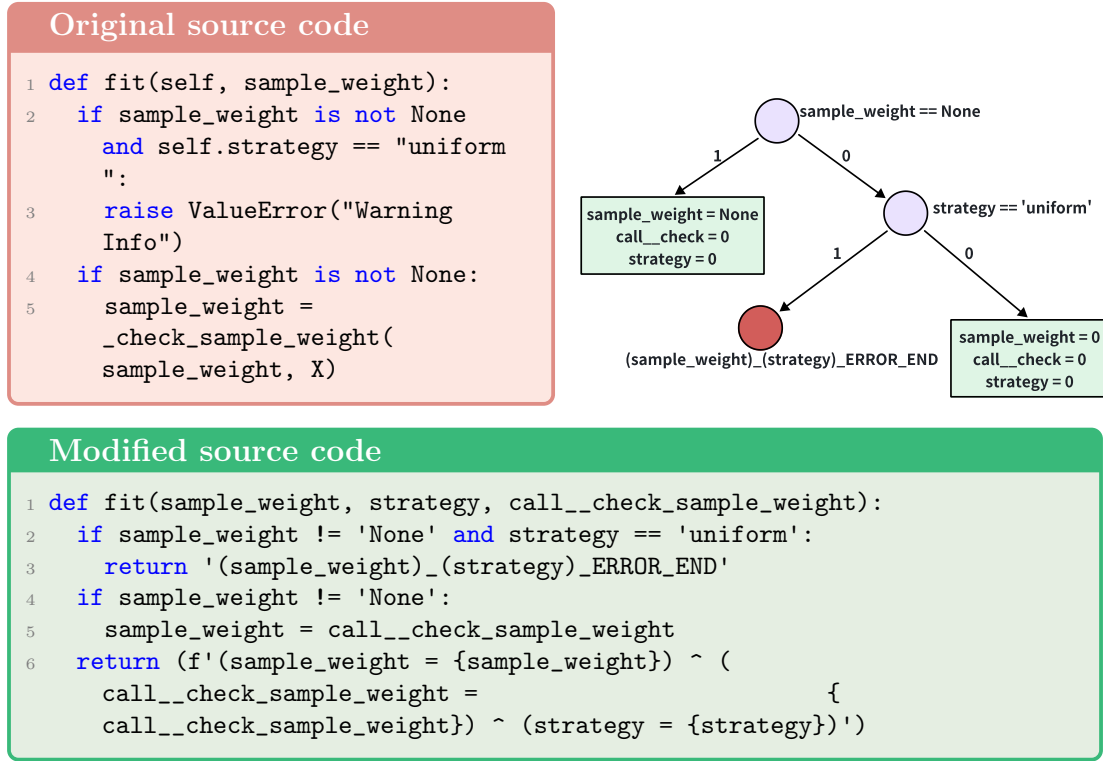 Original source code
1 def fit(self, sample_weight):
2 if sample_weight is not None
and self.strategy == "uniform
":
3 raise ValueError("Warning
Info")
4 if sample_weight is not None:
5 sample_weight =
_check_sample_weight(
sample_weight, X)
sample_weight == None
1
0
sample_weight = None
call__check = 0
strategy = 0
strategy == 'uniform'
1
0
(sample_weight)_(strategy)_ERROR_END
sample_weight = 0
call__check = 0
strategy = 0
Modified source code
1 def fit(sample_weight, strategy, call__check_sample_weight):
2 if sample_weight != 'None' and strategy == 'uniform':
3 return '(sample_weight)_(strategy)_ERROR_END'
4 if sample_weight != 'None':
5 sample_weight = call__check_sample_weight
6 return (f'(sample_weight = {sample_weight}) ^ (
call__check_sample_weight = {
call__check_sample_weight}) ^ (strategy = {strategy})')